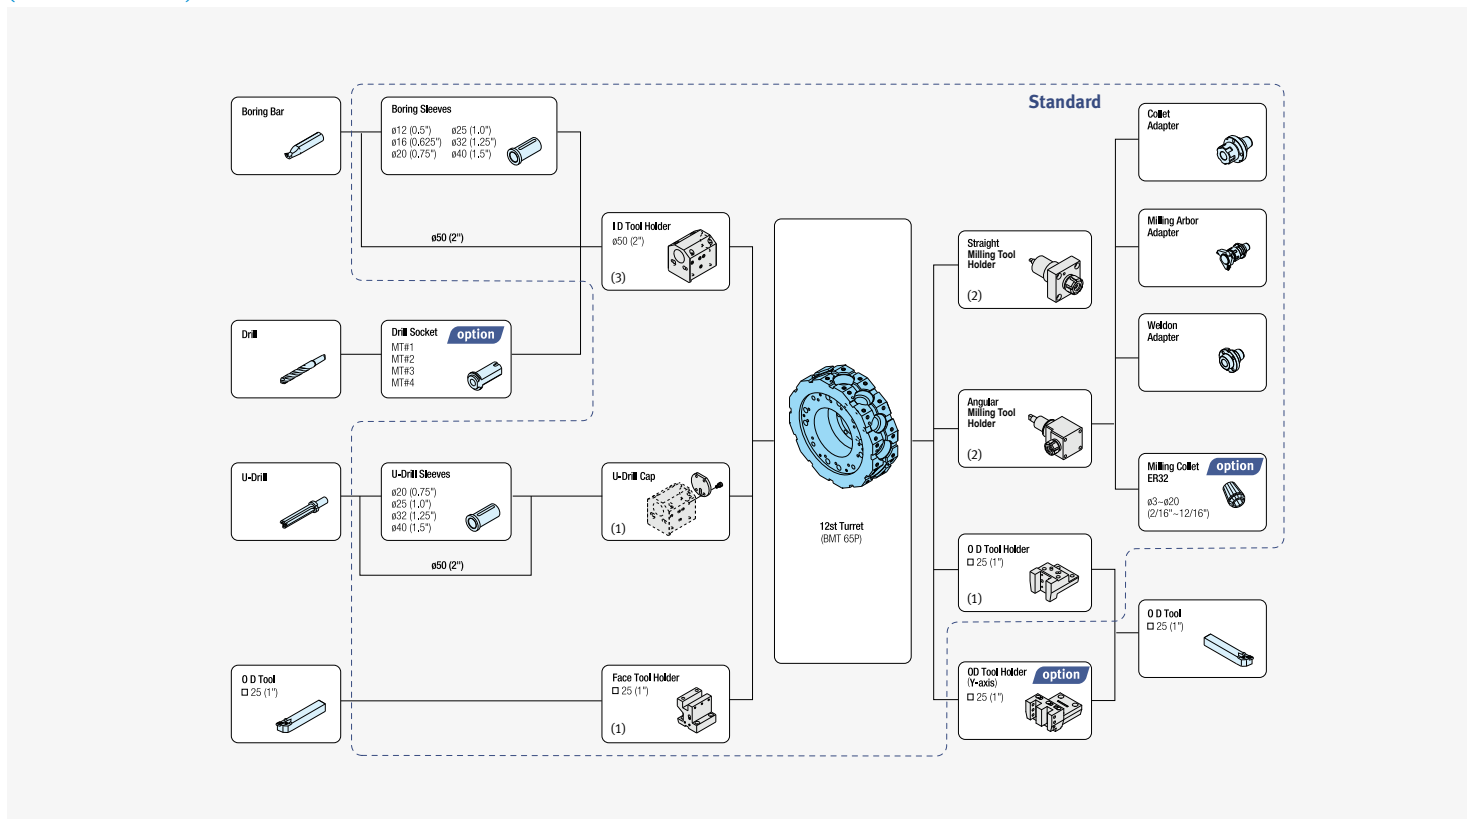 Standard
Boring Bar
Boring Sleeves
ø12 (0.5") ø25 (1.0")
ø16 (0.625") ø32 (1.25")
ø20 (0.75") ø40 (1.5")
ø50 (2")
I D Tool Holder
ø50 (2")
(3)
Drill
Drill Socket
option
MT#1
MT#2
MT#3
MT#4
U-Drill
U-Drill Sleeves
ø20 (0.75")
ø25 (1.0")
ø32 (1.25")
ø40 (1.5")
ø50 (2")
U-Drill Cap
(1)
O D Tool
□ 25 (1")
Face Tool Holder
□ 25 (1")
(1)
12st Turret
(BMT 65P)
Straight
Milling Tool
Holder
(2)
Angular
Milling Tool
Holder
(2)
O D Tool Holder
□ 25 (1")
(1)
OD Tool Holder
(Y-axis)
option
□ 25 (1")
Collet
Adapter
Milling Arbor
Adapter
Weldon
Adapter
Milling Collet
ER32
option
ø3~ø20
(2/16"~12/16")
O D Tool
□ 25 (1")